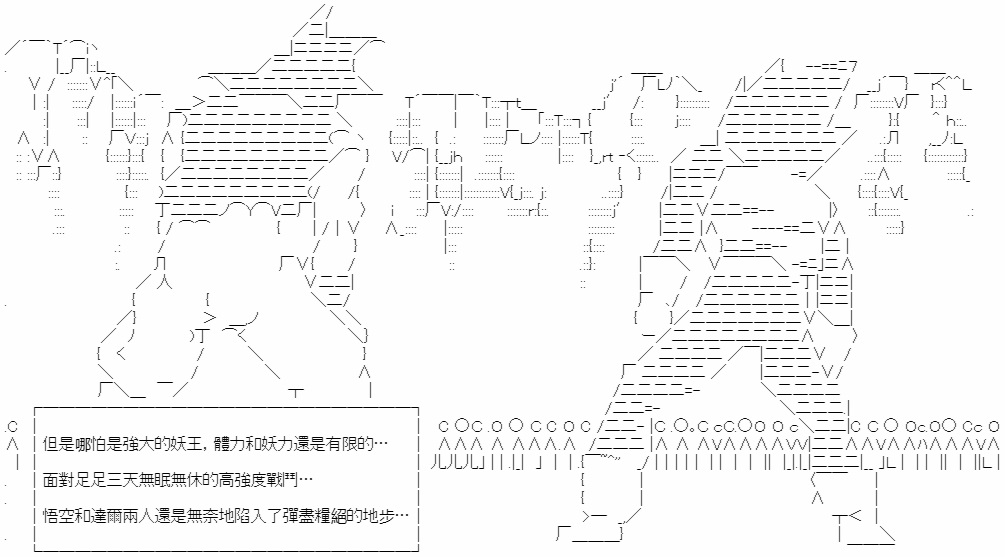 但是哪怕是強大的妖王，體力和妖力還是有限的…
面對足足三天無眠無休的高強度戰鬥…
悟空和達爾兩人還是無奈地陷入了彈盡糧絕的地步…